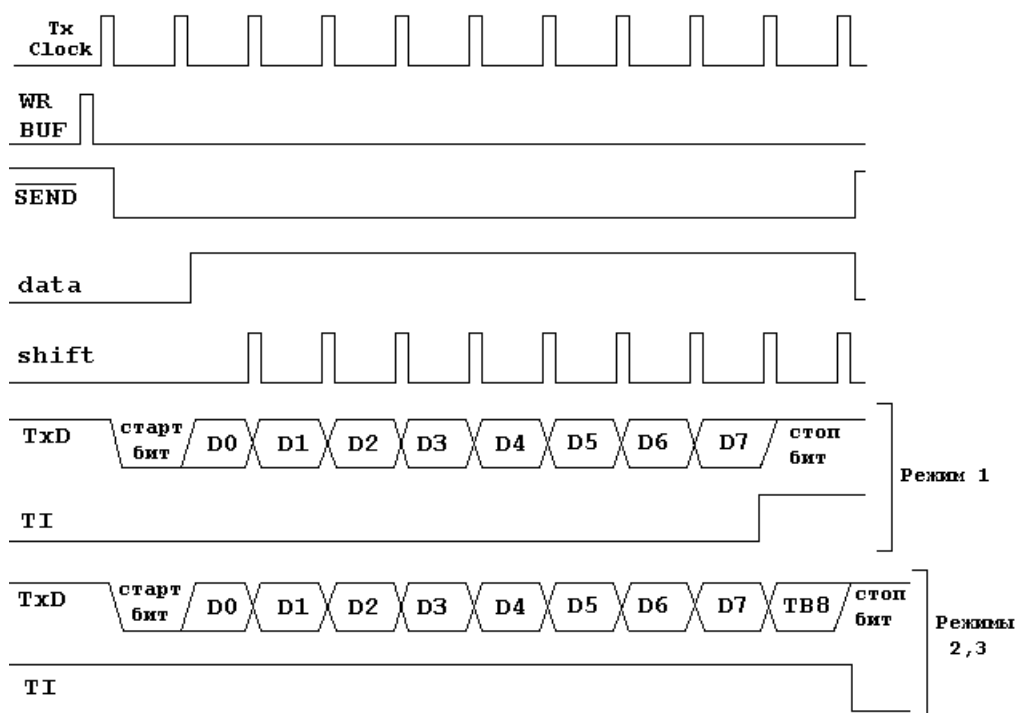 Tx
Clock
WR
BUF
SEND
data
shift
TxD
старт
бит
D0
D1
D2
D3
D4
D5
D6
D7
стоп
бит
Режим 1
TI
TxD
старт
бит
D0
D1
D2
D3
D4
D5
D6
D7
TB8
стоп
бит
Режимы
2,3
TI